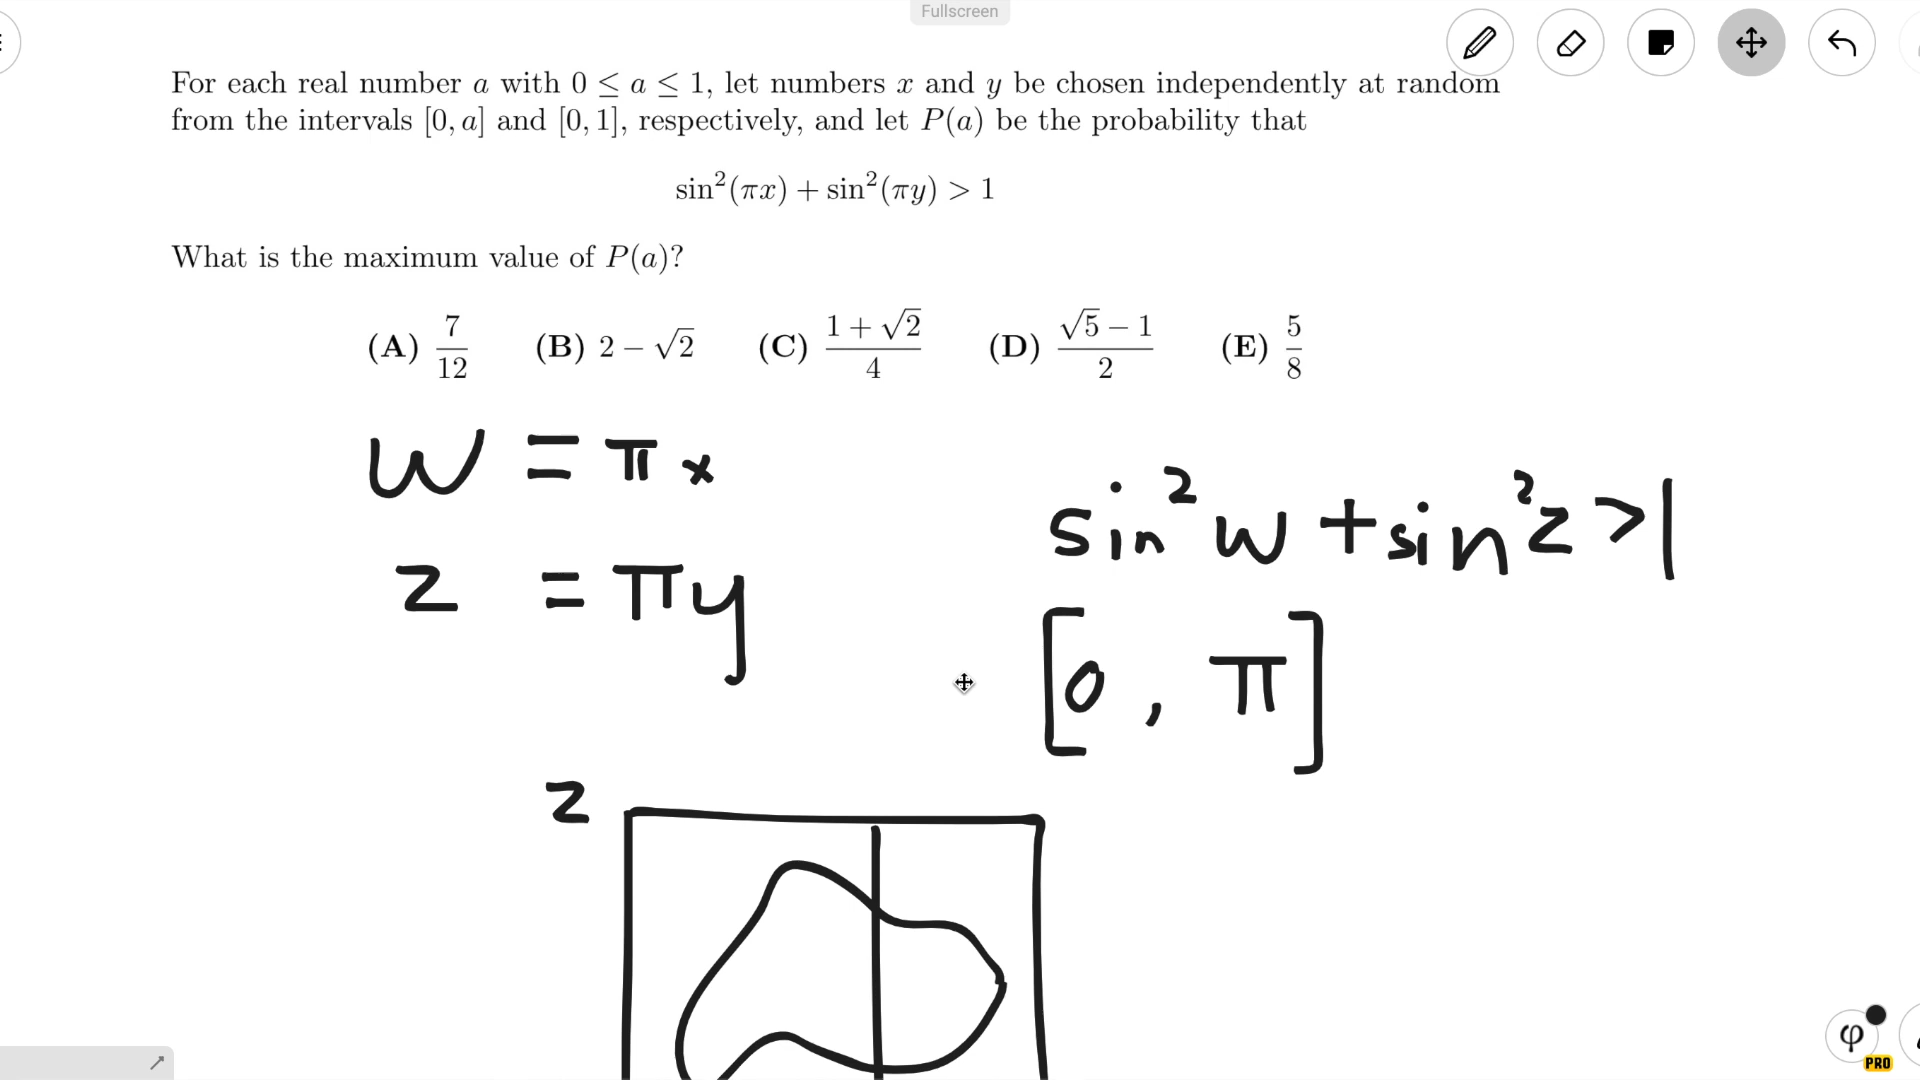 Fullscreen
For each real number a with 0 ≤ a ≤ 1, let numbers x and y be chosen independently at random
from the intervals [0, a] and [0, 1], respectively, and let P(a) be the probability that
sin²(πx) + sin²(πy) > 1
What is the maximum value of P(a)?
(A) 7/12 (B) 2 − √2 (C) (1 + √2)/4 (D) (√5 − 1)/2 (E) 5/8
w = πx
sin²w + sin²z > 1
z = πy
[0, π]
z
φ
PRO